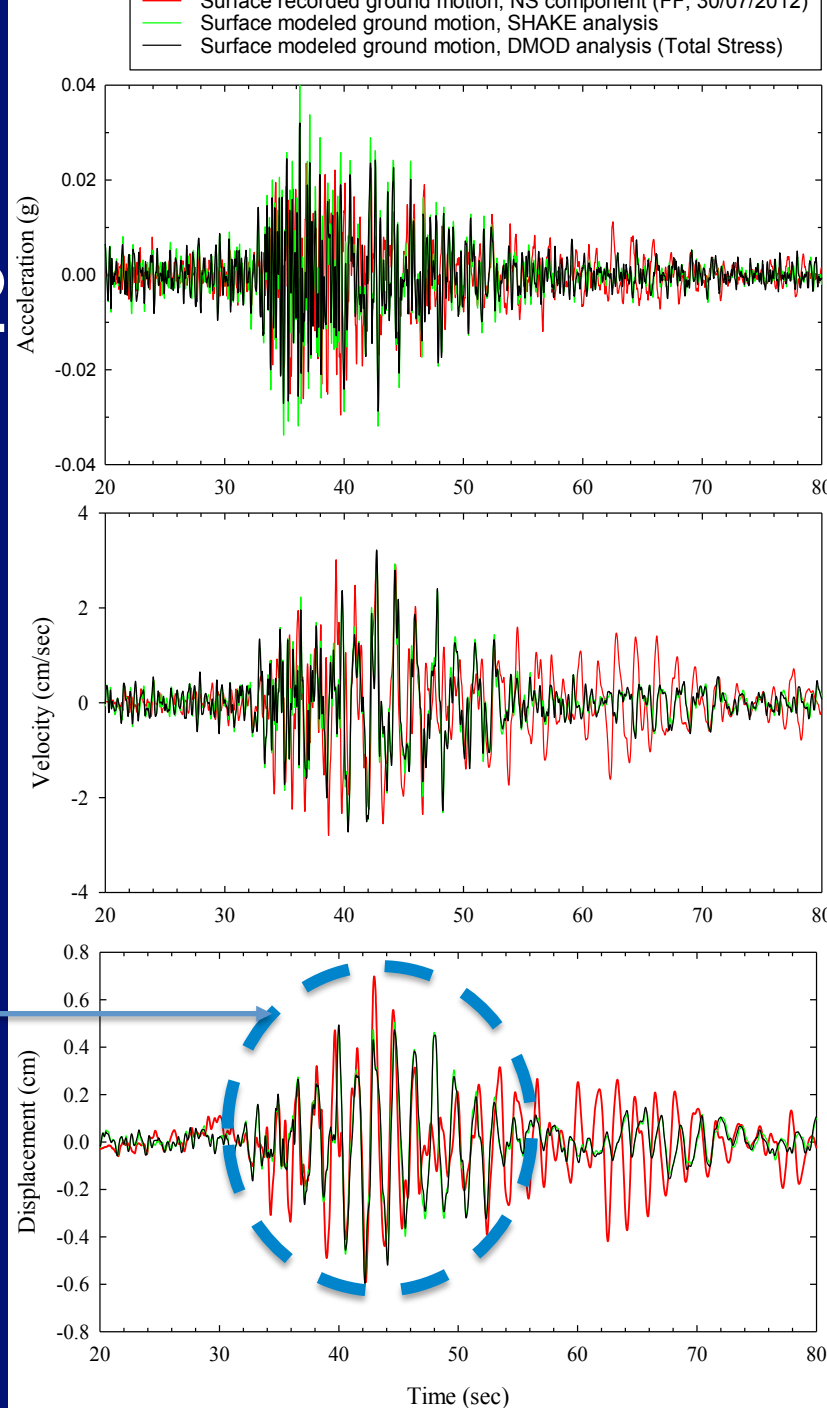 Surface recorded ground motion, NS component (FF, 30/07/2012)
Surface modeled ground motion, SHAKE analysis
Surface modeled ground motion, DMOD analysis (Total Stress)
Acceleration (g)
0.04
0.02
0.00
-0.02
-0.04
20 30 40 50 60 70 80
Velocity (cm/sec)
4
2
0
-2
-4
20 30 40 50 60 70 80
Displacement (cm)
0.8
0.6
0.4
0.2
0.0
-0.2
-0.4
-0.6
-0.8
20 30 40 50 60 70 80
Time (sec)